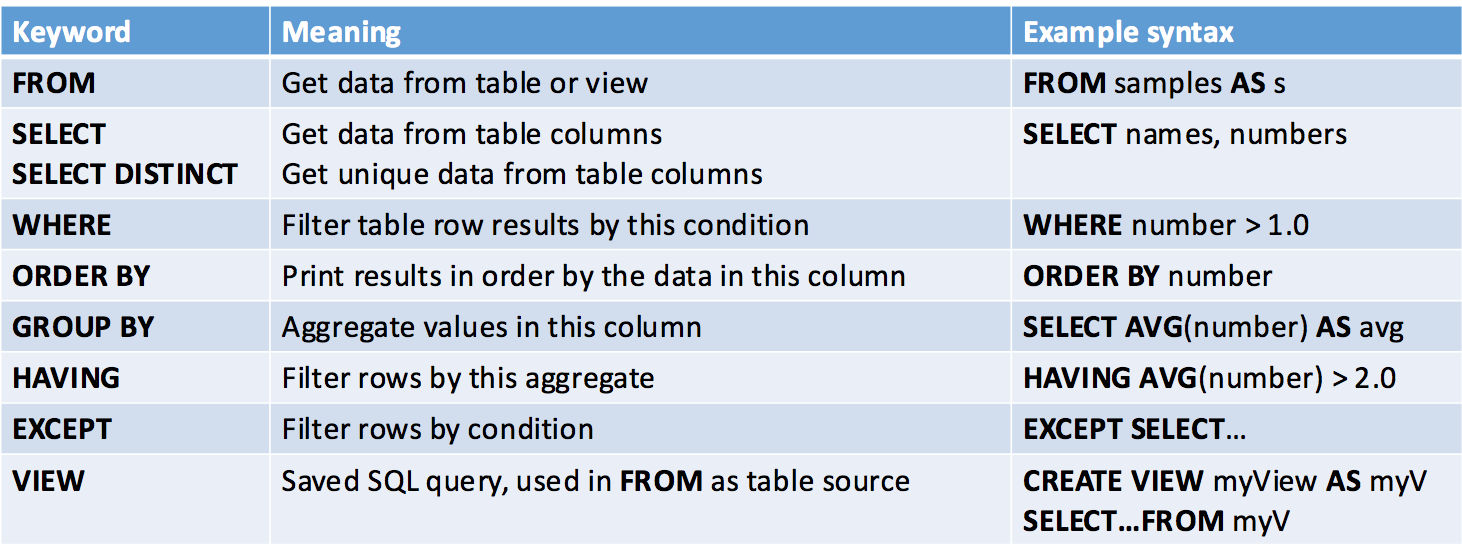 Keyword Meaning Example syntax
FROM Get data from table or view FROM samples AS s
SELECT Get data from table columns SELECT names, numbers
SELECT DISTINCT Get unique data from table columns
WHERE Filter table row results by this condition WHERE number > 1.0
ORDER BY Print results in order by the data in this column ORDER BY number
GROUP BY Aggregate values in this column SELECT AVG(number) AS avg
HAVING Filter rows by this aggregate HAVING AVG(number) > 2.0
EXCEPT Filter rows by condition EXCEPT SELECT…
VIEW Saved SQL query, used in FROM as table source CREATE VIEW myView AS myV
SELECT…FROM myV